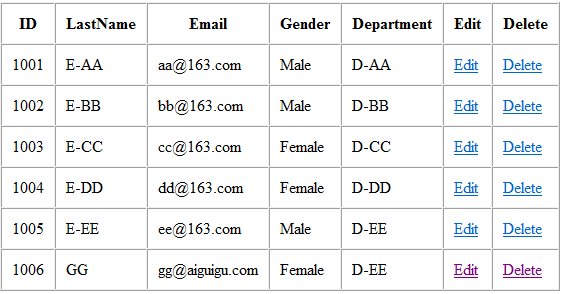 ID LastName Email Gender Department Edit Delete
1001 E-AA aa@163.com Male D-AA Edit Delete
1002 E-BB bb@163.com Male D-BB Edit Delete
1003 E-CC cc@163.com Female D-CC Edit Delete
1004 E-DD dd@163.com Female D-DD Edit Delete
1005 E-EE ee@163.com Male D-EE Edit Delete
1006 GG gg@aiguigu.com Female D-EE Edit Delete